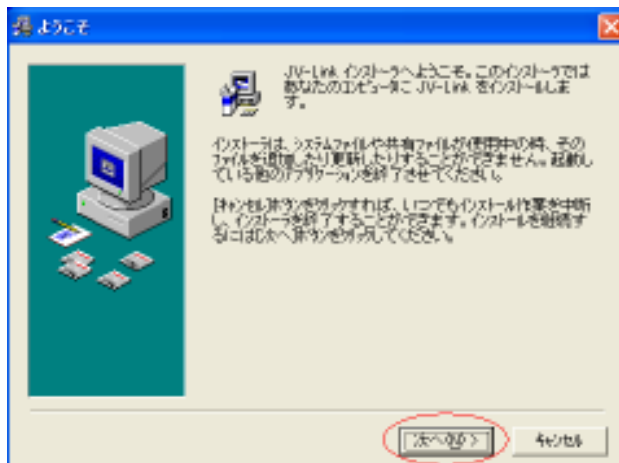 ようこそ
JV-Link インストーラへようこそ。このインストーラでは
あなたのコンピュータに JV-Link をインストールしま
す。
インストーラは、システムファイルや共有ファイルが使用中の時、その
ファイルを追加したり更新したりすることができません。起動し
ている他のアプリケーションを終了させてください。
[キャンセル]ボタンをクリックすれば、いつでもインストール作業を中断
し、インストーラを終了することができます。インストールを継続す
るには[次へ]ボタンをクリックしてください。
次へ(N) >
キャンセル